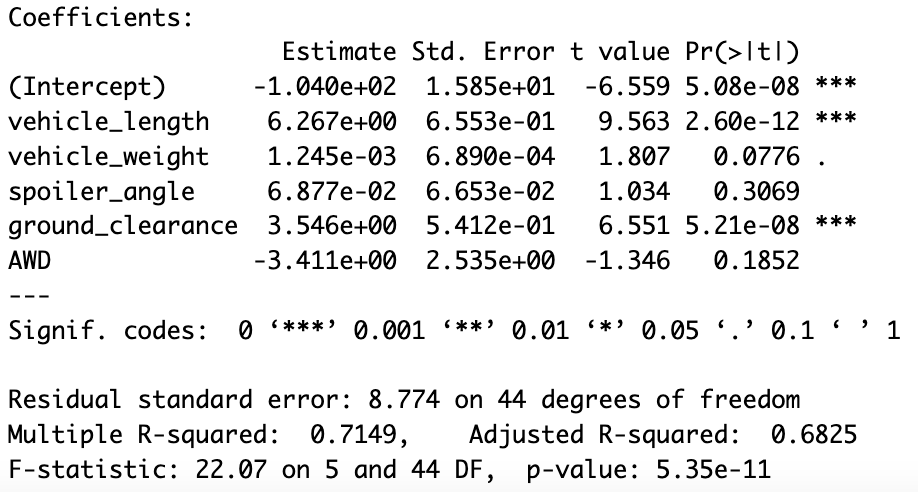 Coefficients:
                  Estimate Std. Error t value Pr(>|t|)
(Intercept)      -1.040e+02  1.585e+01  -6.559 5.08e-08 ***
vehicle_length    6.267e+00  6.553e-01   9.563 2.60e-12 ***
vehicle_weight    1.245e-03  6.890e-04   1.807   0.0776 .
spoiler_angle     6.877e-02  6.653e-02   1.034   0.3069
ground_clearance  3.546e+00  5.412e-01   6.551 5.21e-08 ***
AWD              -3.411e+00  2.535e+00  -1.346   0.1852
---
Signif. codes:  0 ‘***’ 0.001 ‘**’ 0.01 ‘*’ 0.05 ‘.’ 0.1 ‘ ’ 1
Residual standard error: 8.774 on 44 degrees of freedom
Multiple R-squared:  0.7149,	Adjusted R-squared:  0.6825
F-statistic: 22.07 on 5 and 44 DF,  p-value: 5.35e-11